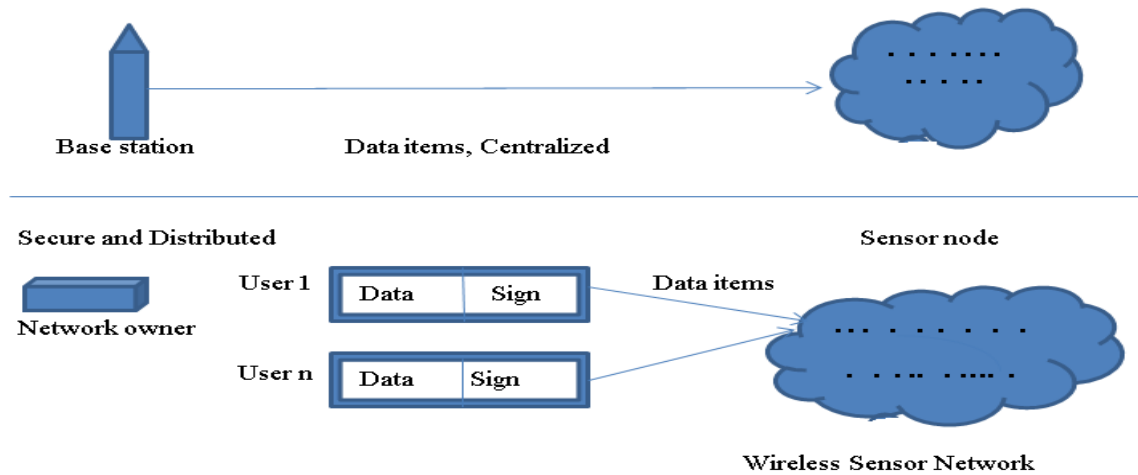 Base station
Data items, Centralized
Secure and Distributed
Sensor node
User 1
Data
Sign
Data items
Network owner
User n
Data
Sign
Wireless Sensor Network